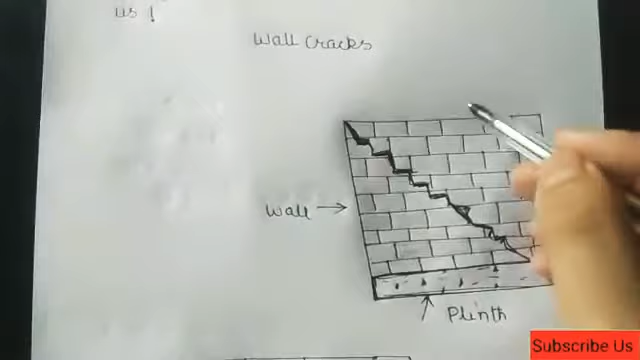 us !
Wall cracks
Wall
Plinth
Subscribe Us